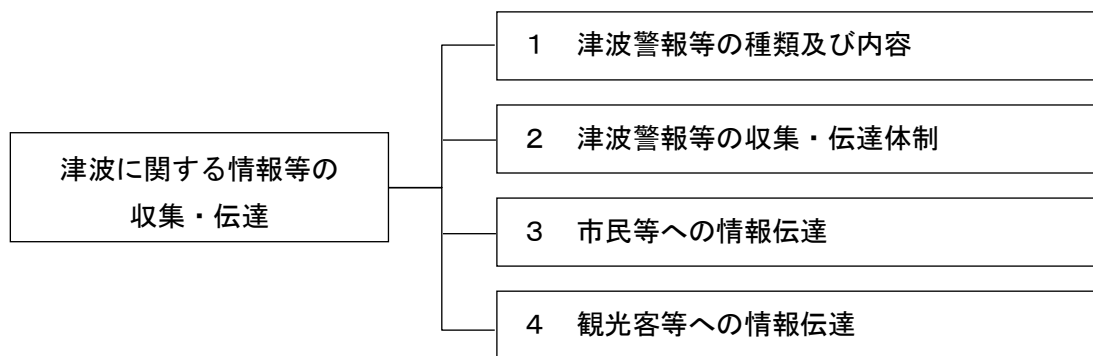 津波に関する情報等の
収集・伝達
１　津波警報等の種類及び内容
２　津波警報等の収集・伝達体制
３　市民等への情報伝達
４　観光客等への情報伝達